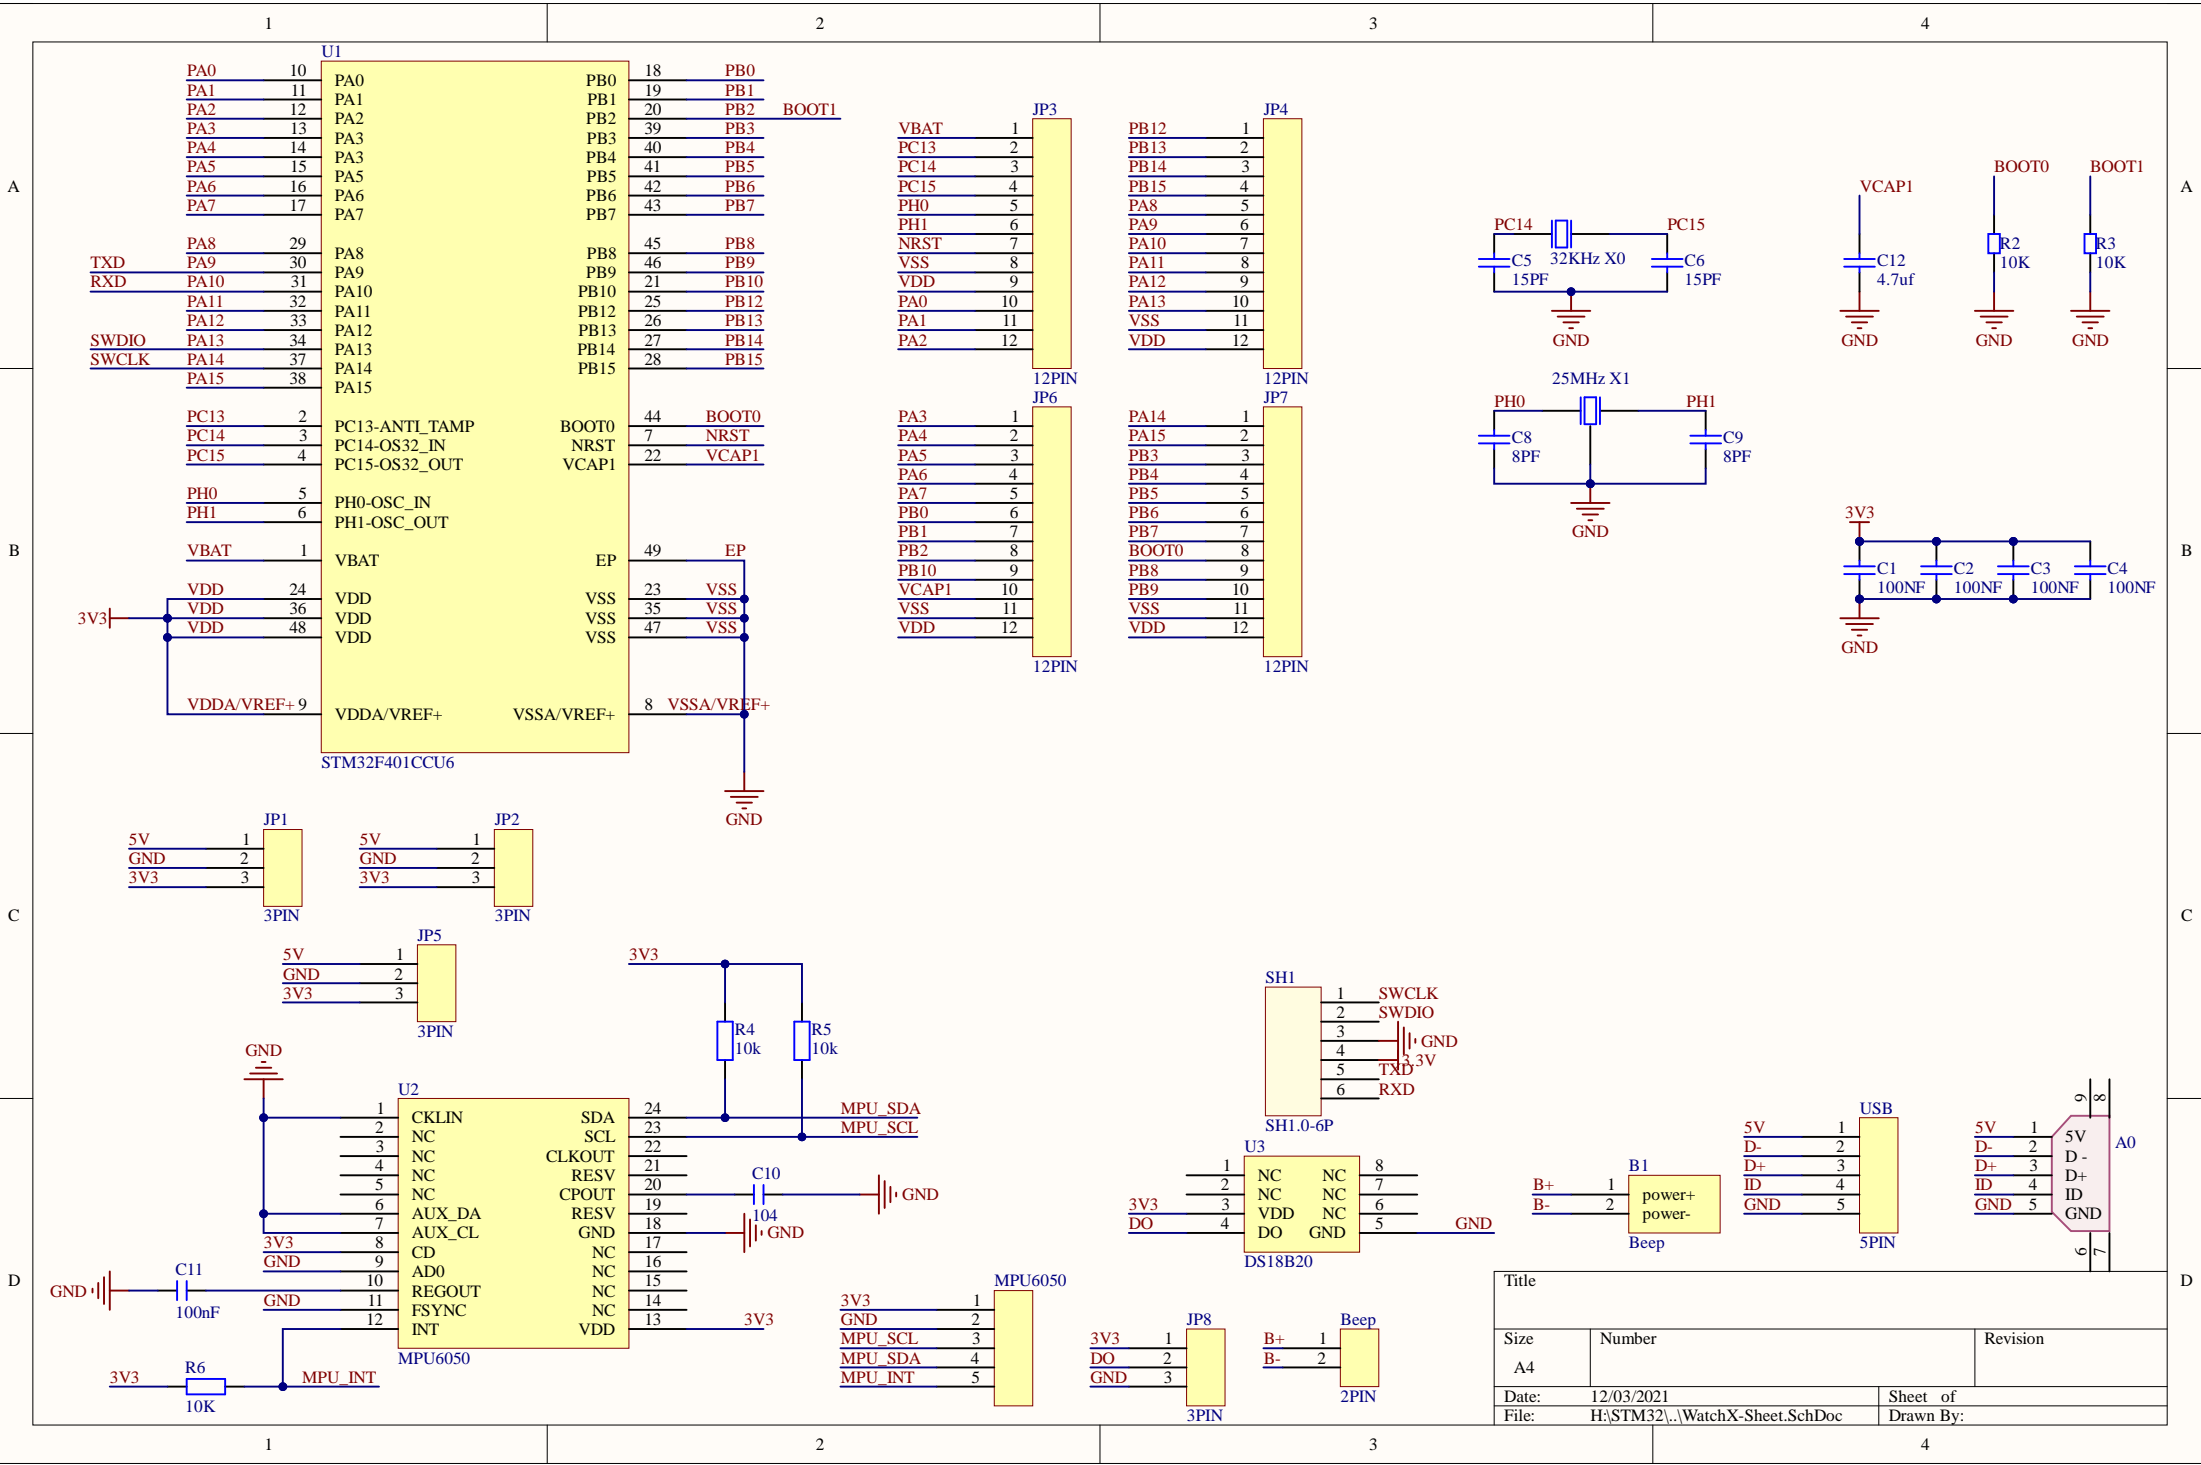 1 2 3 4
A B C D
A B C D
1 2 3 4
U1
PA0 10 PA0
PA1 11 PA1
PA2 12 PA2
PA3 13 PA3
PA4 14 PA3
PA5 15 PA5
PA6 16 PA6
PA7 17 PA7
PA8 29 PA8
TXD PA9 30 PA9
RXD PA10 31 PA10
PA11 32 PA11
PA12 33 PA12
SWDIO PA13 34 PA13
SWCLK PA14 37 PA14
PA15 38 PA15
PC13 2 PC13-ANTI_TAMP
PC14 3 PC14-OS32_IN
PC15 4 PC15-OS32_OUT
PH0 5 PH0-OSC_IN
PH1 6 PH1-OSC_OUT
VBAT 1 VBAT
VDD 24 VDD
3V3 VDD 36 VDD
VDD 48 VDD
VDDA/VREF+ 9 VDDA/VREF+
PB0 18 PB0
PB1 19 PB1
PB2 20 PB2 BOOT1
PB3 39 PB3
PB4 40 PB4
PB5 41 PB5
PB6 42 PB6
PB7 43 PB7
PB8 45 PB8
PB9 46 PB9
PB10 21 PB10
PB12 25 PB12
PB13 26 PB13
PB14 27 PB14
PB15 28 PB15
BOOT0 44 BOOT0
NRST 7 NRST
VCAP1 22 VCAP1
EP 49 EP
VSS 23 VSS
VSS 35 VSS
VSS 47 VSS
VSSA/VREF+ 8 VSSA/VREF+
STM32F401CCU6
GND
JP3
VBAT 1
PC13 2
PC14 3
PC15 4
PH0 5
PH1 6
NRST 7
VSS 8
VDD 9
PA0 10
PA1 11
PA2 12
12PIN
JP4
PB12 1
PB13 2
PB14 3
PB15 4
PA8 5
PA9 6
PA10 7
PA11 8
PA12 9
PA13 10
VSS 11
VDD 12
12PIN
JP6
PA3 1
PA4 2
PA5 3
PA6 4
PA7 5
PB0 6
PB1 7
PB2 8
PB10 9
VCAP1 10
VSS 11
VDD 12
12PIN
JP7
PA14 1
PA15 2
PB3 3
PB4 4
PB5 5
PB6 6
PB7 7
BOOT0 8
PB8 9
PB9 10
VSS 11
VDD 12
12PIN
PC14 PC15
C5 32KHz X0 C6
15PF 15PF
GND
25MHz X1
PH0 PH1
C8 C9
8PF 8PF
GND
VCAP1
C12
4.7uf
GND
BOOT0
R2
10K
GND
BOOT1
R3
10K
GND
3V3
C1 C2 C3 C4
100NF 100NF 100NF 100NF
GND
JP1
5V 1
GND 2
3V3 3
3PIN
JP2
5V 1
GND 2
3V3 3
3PIN
JP5
5V 1
GND 2
3V3 3
3PIN
3V3
R4 R5
10k 10k
GND
U2
1 CKLIN
2 NC
3 NC
4 NC
5 NC
6 AUX_DA
7 AUX_CL
3V3 8 CD
GND 9 AD0
GND C11 10 REGOUT
100nF
GND 11 FSYNC
12 INT
SDA 24 MPU_SDA
SCL 23 MPU_SCL
CLKOUT 22
RESV 21
CPOUT 20 C10 GND
104
RESV 19
GND 18 GND
NC 17
NC 16
NC 15
NC 14
VDD 13 3V3
MPU6050
3V3 R6 MPU_INT
10K
MPU6050
3V3 1
GND 2
MPU_SCL 3
MPU_SDA 4
MPU_INT 5
SH1
1 SWCLK
2 SWDIO
3 GND
4 3.3V
5 TXD
6 RXD
SH1.0-6P
U3
1 NC NC 8
2 NC NC 7
3V3 3 VDD NC 6
DO 4 DO GND 5 GND
DS18B20
JP8
3V3 1
DO 2
GND 3
3PIN
Beep
B+ 1
B- 2
2PIN
B1
B+ 1 power+
B- 2 power-
Beep
USB
5V 1
D- 2
D+ 3
ID 4
GND 5
5PIN
9 8
5V 1 5V
D- 2 D -
D+ 3 D+
ID 4 ID
GND 5 GND
A0
6 7
Title
Size Number Revision
A4
Date: 12/03/2021 Sheet of
File: H:\STM32\..\WatchX-Sheet.SchDoc Drawn By: